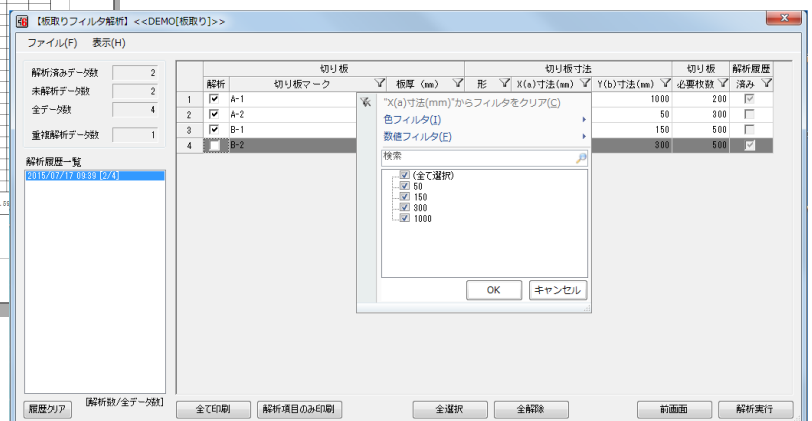 【板取りフィルタ解析】<<DEMO[板取り]>>
ファイル(F) 表示(H)
解析済みデータ数 2
未解析データ数 2
全データ数 4
重複解析データ数 1
解析履歴一覧
2015/07/17 09:39 [2/4]
切り板 切り板寸法 切り板 解析履歴
解析 切り板マーク 板厚 (mm) 形 X(a)寸法(mm) Y(b)寸法(mm) 必要枚数 済み
1 A-1 1000 200
2 A-2 50 300
3 B-1 150 500
4 B-2 300 500
"X(a)寸法(mm)"からフィルタをクリア(C)
色フィルタ(I)
数値フィルタ(F)
検索
(全て選択)
50
150
300
1000
OK キャンセル
[解析数/全データ数]
履歴クリア 全て印刷 解析項目のみ印刷 全選択 全解除 前画面 解析実行